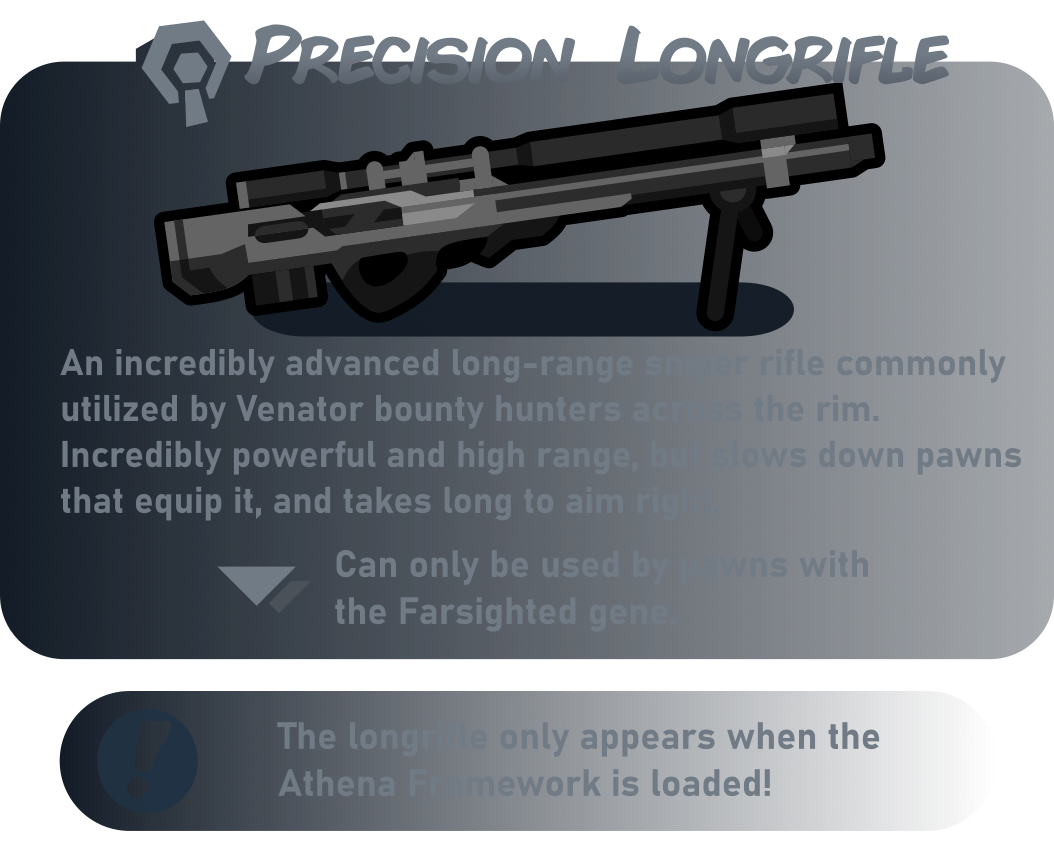 Precision Longrifle
An incredibly advanced long-range sniper rifle commonly
utilized by Venator bounty hunters across the rim.
Incredibly powerful and high range, but slows down pawns
that equip it, and takes long to aim right.
Can only be used by pawns with
the Farsighted gene.
!
The longrifle only appears when the
Athena Framework is loaded!